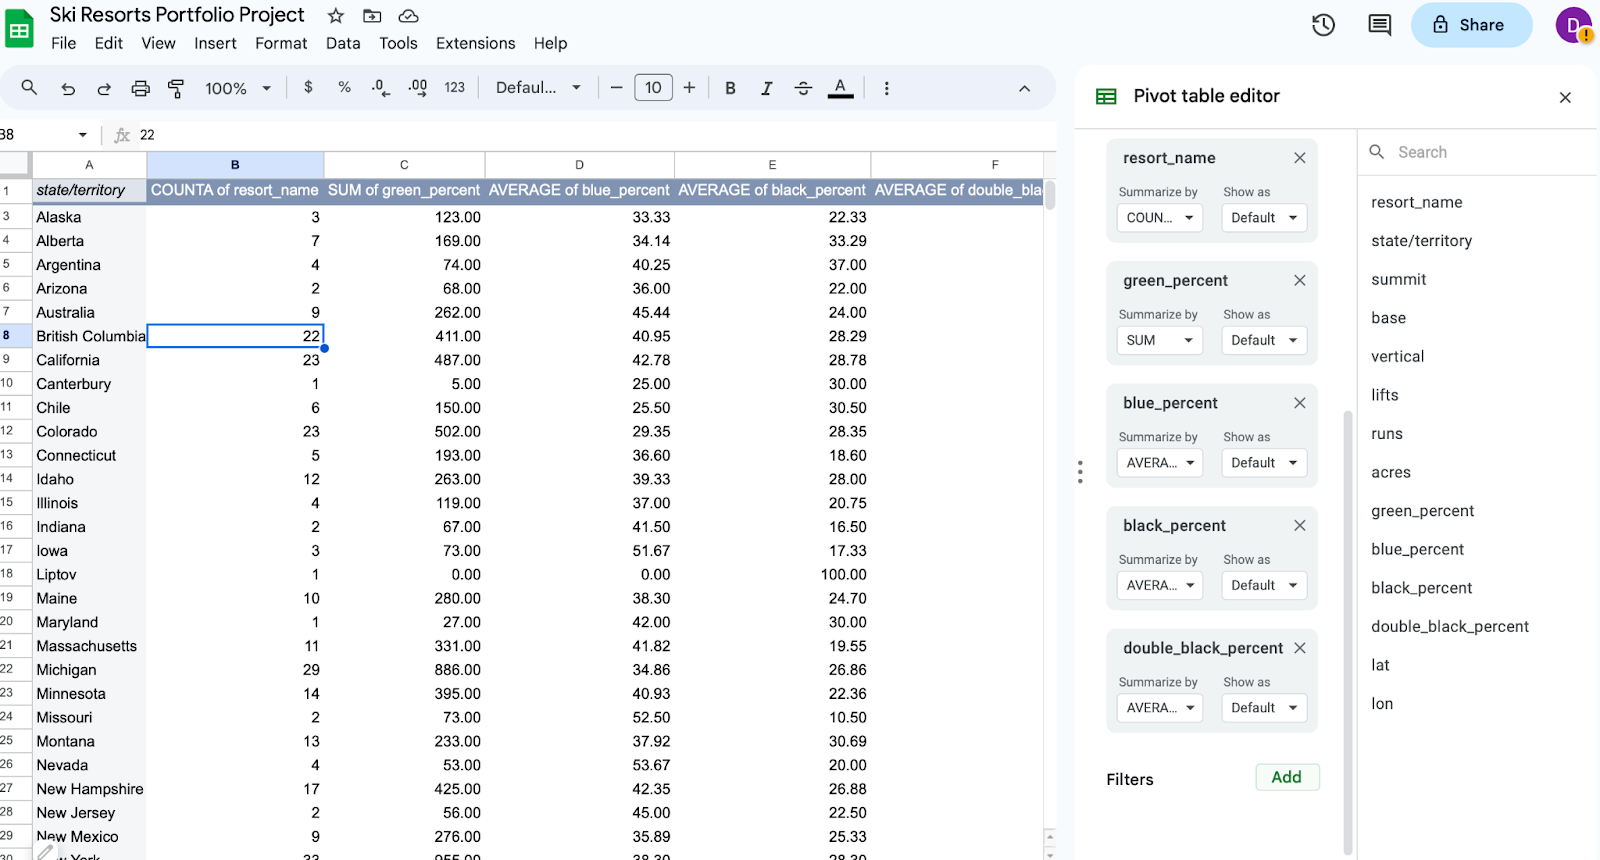 Ski Resorts Portfolio Project
File Edit View Insert Format Data Tools Extensions Help
Share
D
100% $ % .0 .00 123 Defaul... 10 B I A
Pivot table editor
B8 fx 22
A B C D E F
1 state/territory COUNTA of resort_name SUM of green_percent AVERAGE of blue_percent AVERAGE of black_percent AVERAGE of double_bla
3 Alaska 3 123.00 33.33 22.33
4 Alberta 7 169.00 34.14 33.29
5 Argentina 4 74.00 40.25 37.00
6 Arizona 2 68.00 36.00 22.00
7 Australia 9 262.00 45.44 24.00
8 British Columbia 22 411.00 40.95 28.29
9 California 23 487.00 42.78 28.78
10 Canterbury 1 5.00 25.00 30.00
11 Chile 6 150.00 25.50 30.50
12 Colorado 23 502.00 29.35 28.35
13 Connecticut 5 193.00 36.60 18.60
14 Idaho 12 263.00 39.33 28.00
15 Illinois 4 119.00 37.00 20.75
16 Indiana 2 67.00 41.50 16.50
17 Iowa 3 73.00 51.67 17.33
18 Liptov 1 0.00 0.00 100.00
19 Maine 10 280.00 38.30 24.70
20 Maryland 1 27.00 42.00 30.00
21 Massachusetts 11 331.00 41.82 19.55
22 Michigan 29 886.00 34.86 26.86
23 Minnesota 14 395.00 40.93 22.36
24 Missouri 2 73.00 52.50 10.50
25 Montana 13 233.00 37.92 30.69
26 Nevada 4 53.00 53.67 20.00
27 New Hampshire 17 425.00 42.35 26.88
28 New Jersey 2 56.00 45.00 22.50
29 New Mexico 9 276.00 35.89 25.33
30 York 33 955.00 38.30 28.30
resort_name
Summarize by Show as
COUN... Default
green_percent
Summarize by Show as
SUM Default
blue_percent
Summarize by Show as
AVERA... Default
black_percent
Summarize by Show as
AVERA... Default
double_black_percent
Summarize by Show as
AVERA... Default
Filters Add
Search
resort_name
state/territory
summit
base
vertical
lifts
runs
acres
green_percent
blue_percent
black_percent
double_black_percent
lat
lon